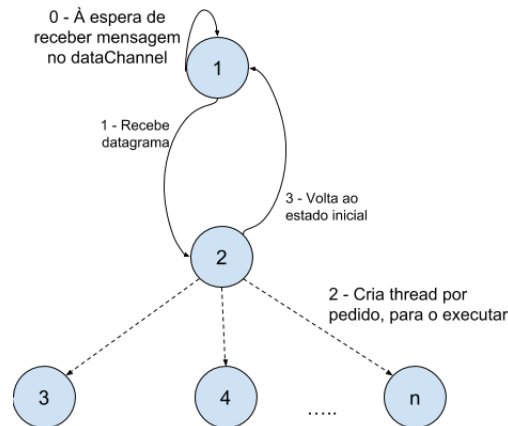 0 - À espera de
receber mensagem
no dataChannel
1
1 - Recebe
datagrama
3 - Volta ao
estado inicial
2
2 - Cria thread por
pedido, para o executar
3
4
.....
n